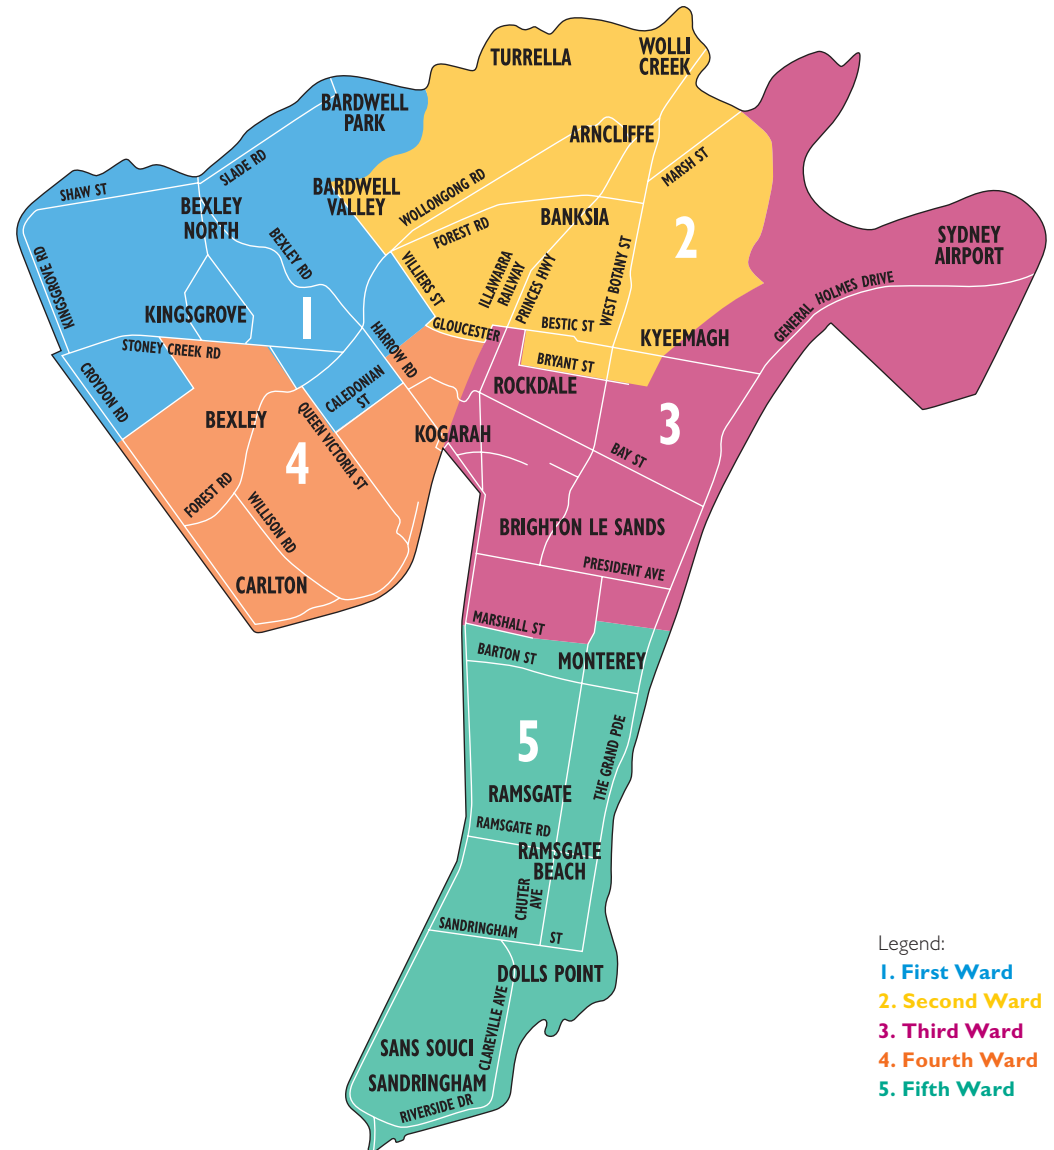 TURRELLA
WOLLI
CREEK
BARDWELL
PARK
ARNCLIFFE
SLADE RD
MARSH ST
SHAW ST
BARDWELL
VALLEY
WOLLONGONG RD
BEXLEY
NORTH
BANKSIA
FOREST RD
2
SYDNEY
AIRPORT
BEXLEY RD
VILLIERS ST
ILLAWARRA
RAILWAY
PRINCES HWY
WEST BOTANY ST
KINGSGROVE RD
GENERAL HOLMES DRIVE
KINGSGROVE
1
GLOUCESTER
BESTIC ST
KYEEMAGH
STONEY CREEK RD
HARROW RD
BRYANT ST
ROCKDALE
CROYDON RD
CALEDONIAN
ST
BEXLEY
QUEEN VICTORIA ST
KOGARAH
3
4
BAY ST
FOREST RD
WILLISON RD
BRIGHTON LE SANDS
PRESIDENT AVE
CARLTON
MARSHALL ST
BARTON ST
MONTEREY
5
THE GRAND PDE
RAMSGATE
RAMSGATE RD
RAMSGATE
BEACH
CHUTER
AVE
SANDRINGHAM ST
DOLLS POINT
CLAREVILLE AVE
SANS SOUCI
SANDRINGHAM
RIVERSIDE DR
Legend:
1. First Ward
2. Second Ward
3. Third Ward
4. Fourth Ward
5. Fifth Ward